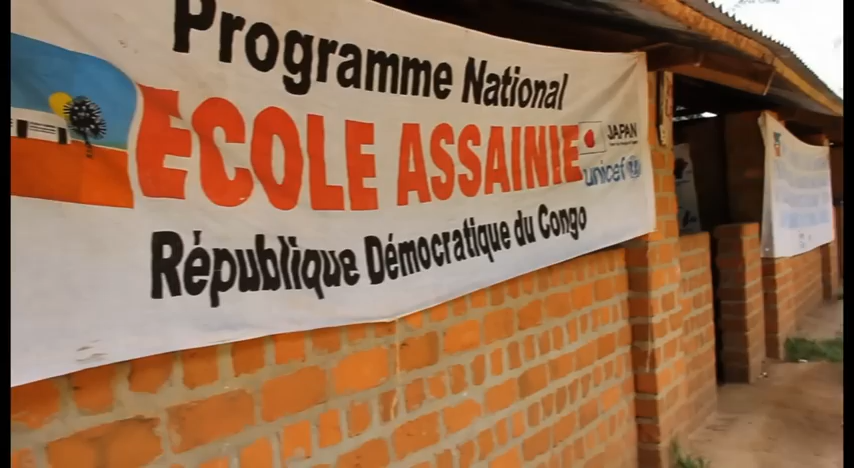 Programme National
ECOLE ASSAINIE
JAPAN
unicef
République Démocratique du Congo